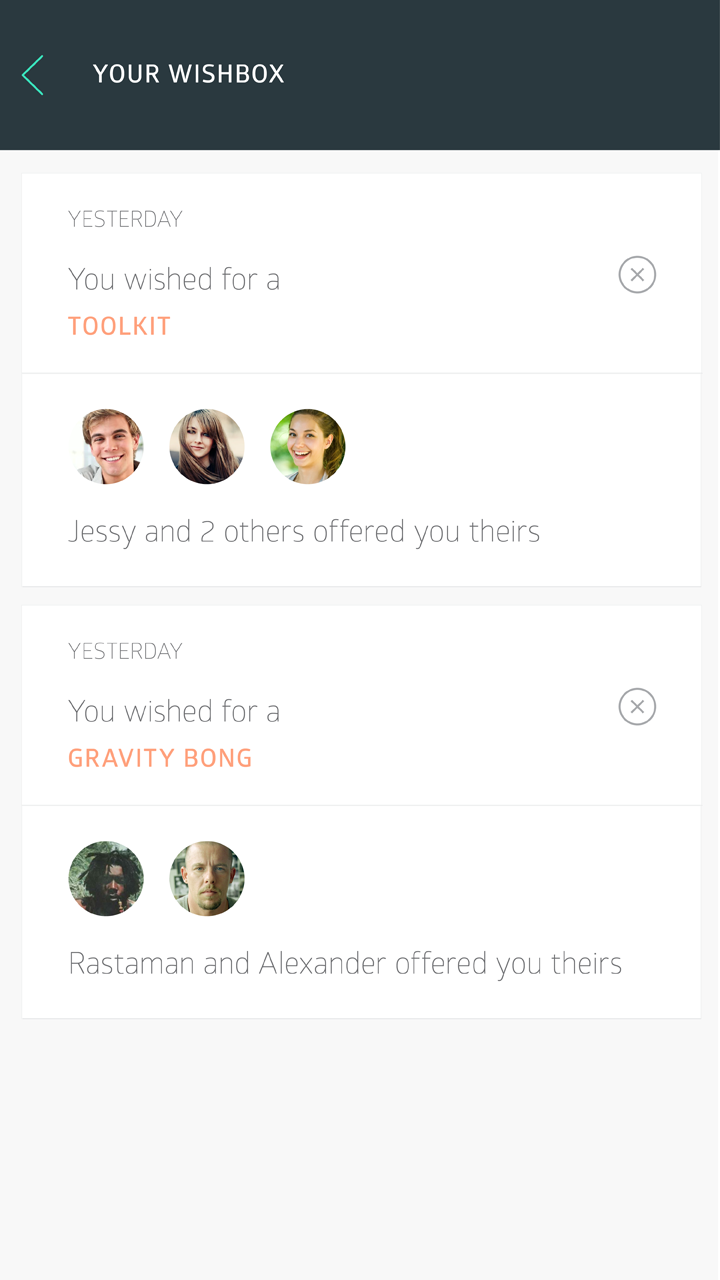 YOUR WISHBOX
YESTERDAY
You wished for a
TOOLKIT
Jessy and 2 others offered you theirs
YESTERDAY
You wished for a
GRAVITY BONG
Rastaman and Alexander offered you theirs